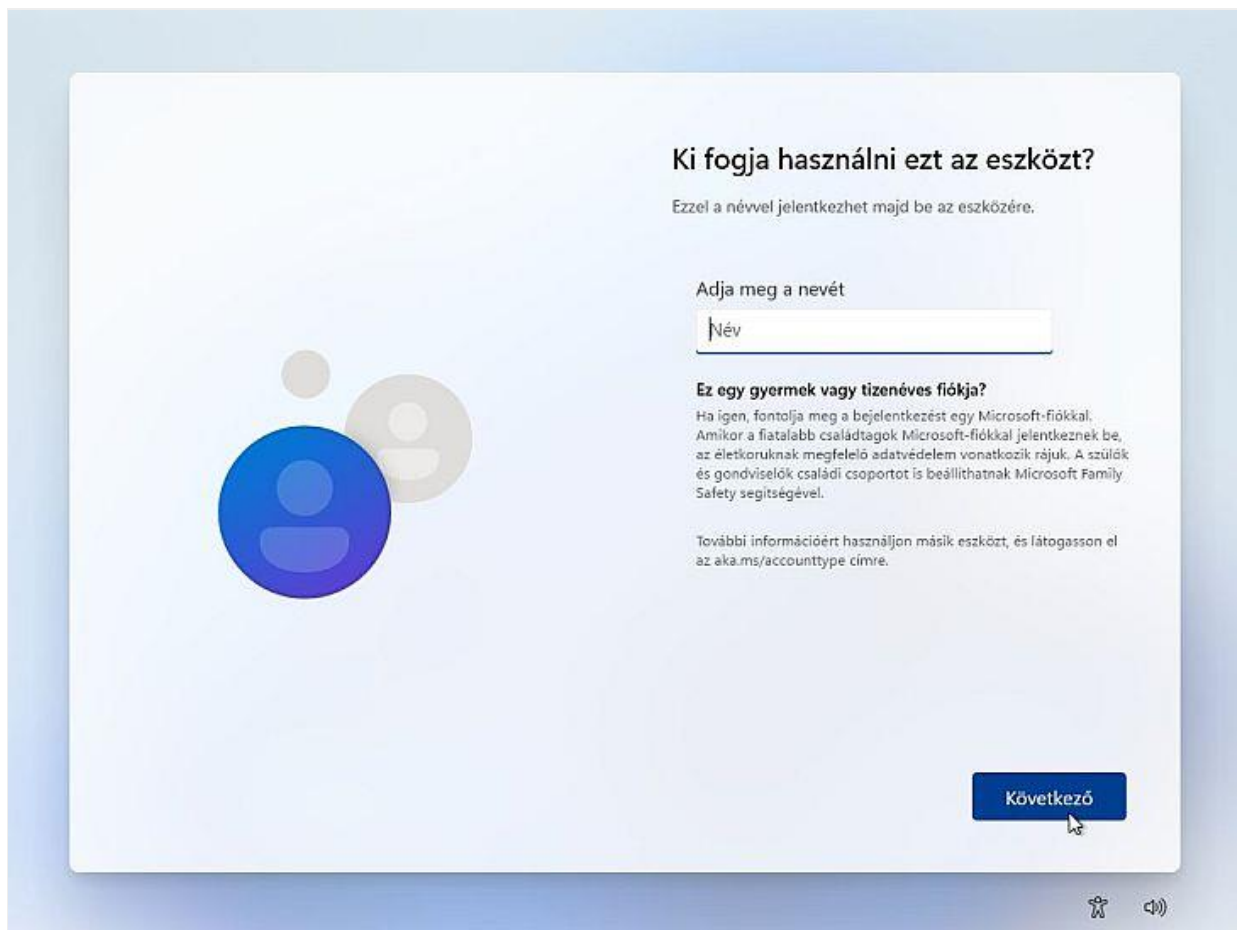 Ki fogja használni ezt az eszközt?
Ezzel a névvel jelentkezhet majd be az eszközére.
Adja meg a nevét
Név
Ez egy gyermek vagy tizenéves fiókja?
Ha igen, fontolja meg a bejelentkezést egy Microsoft-fiókkal.
Amikor a fiatalabb családtagok Microsoft-fiókkal jelentkeznek be,
az életkoruknak megfelelő adatvédelem vonatkozik rájuk. A szülők
és gondviselők családi csoportot is beállíthatnak Microsoft Family
Safety segítségével.
További információért használjon másik eszközt, és látogasson el
az aka.ms/accounttype címre.
Következő